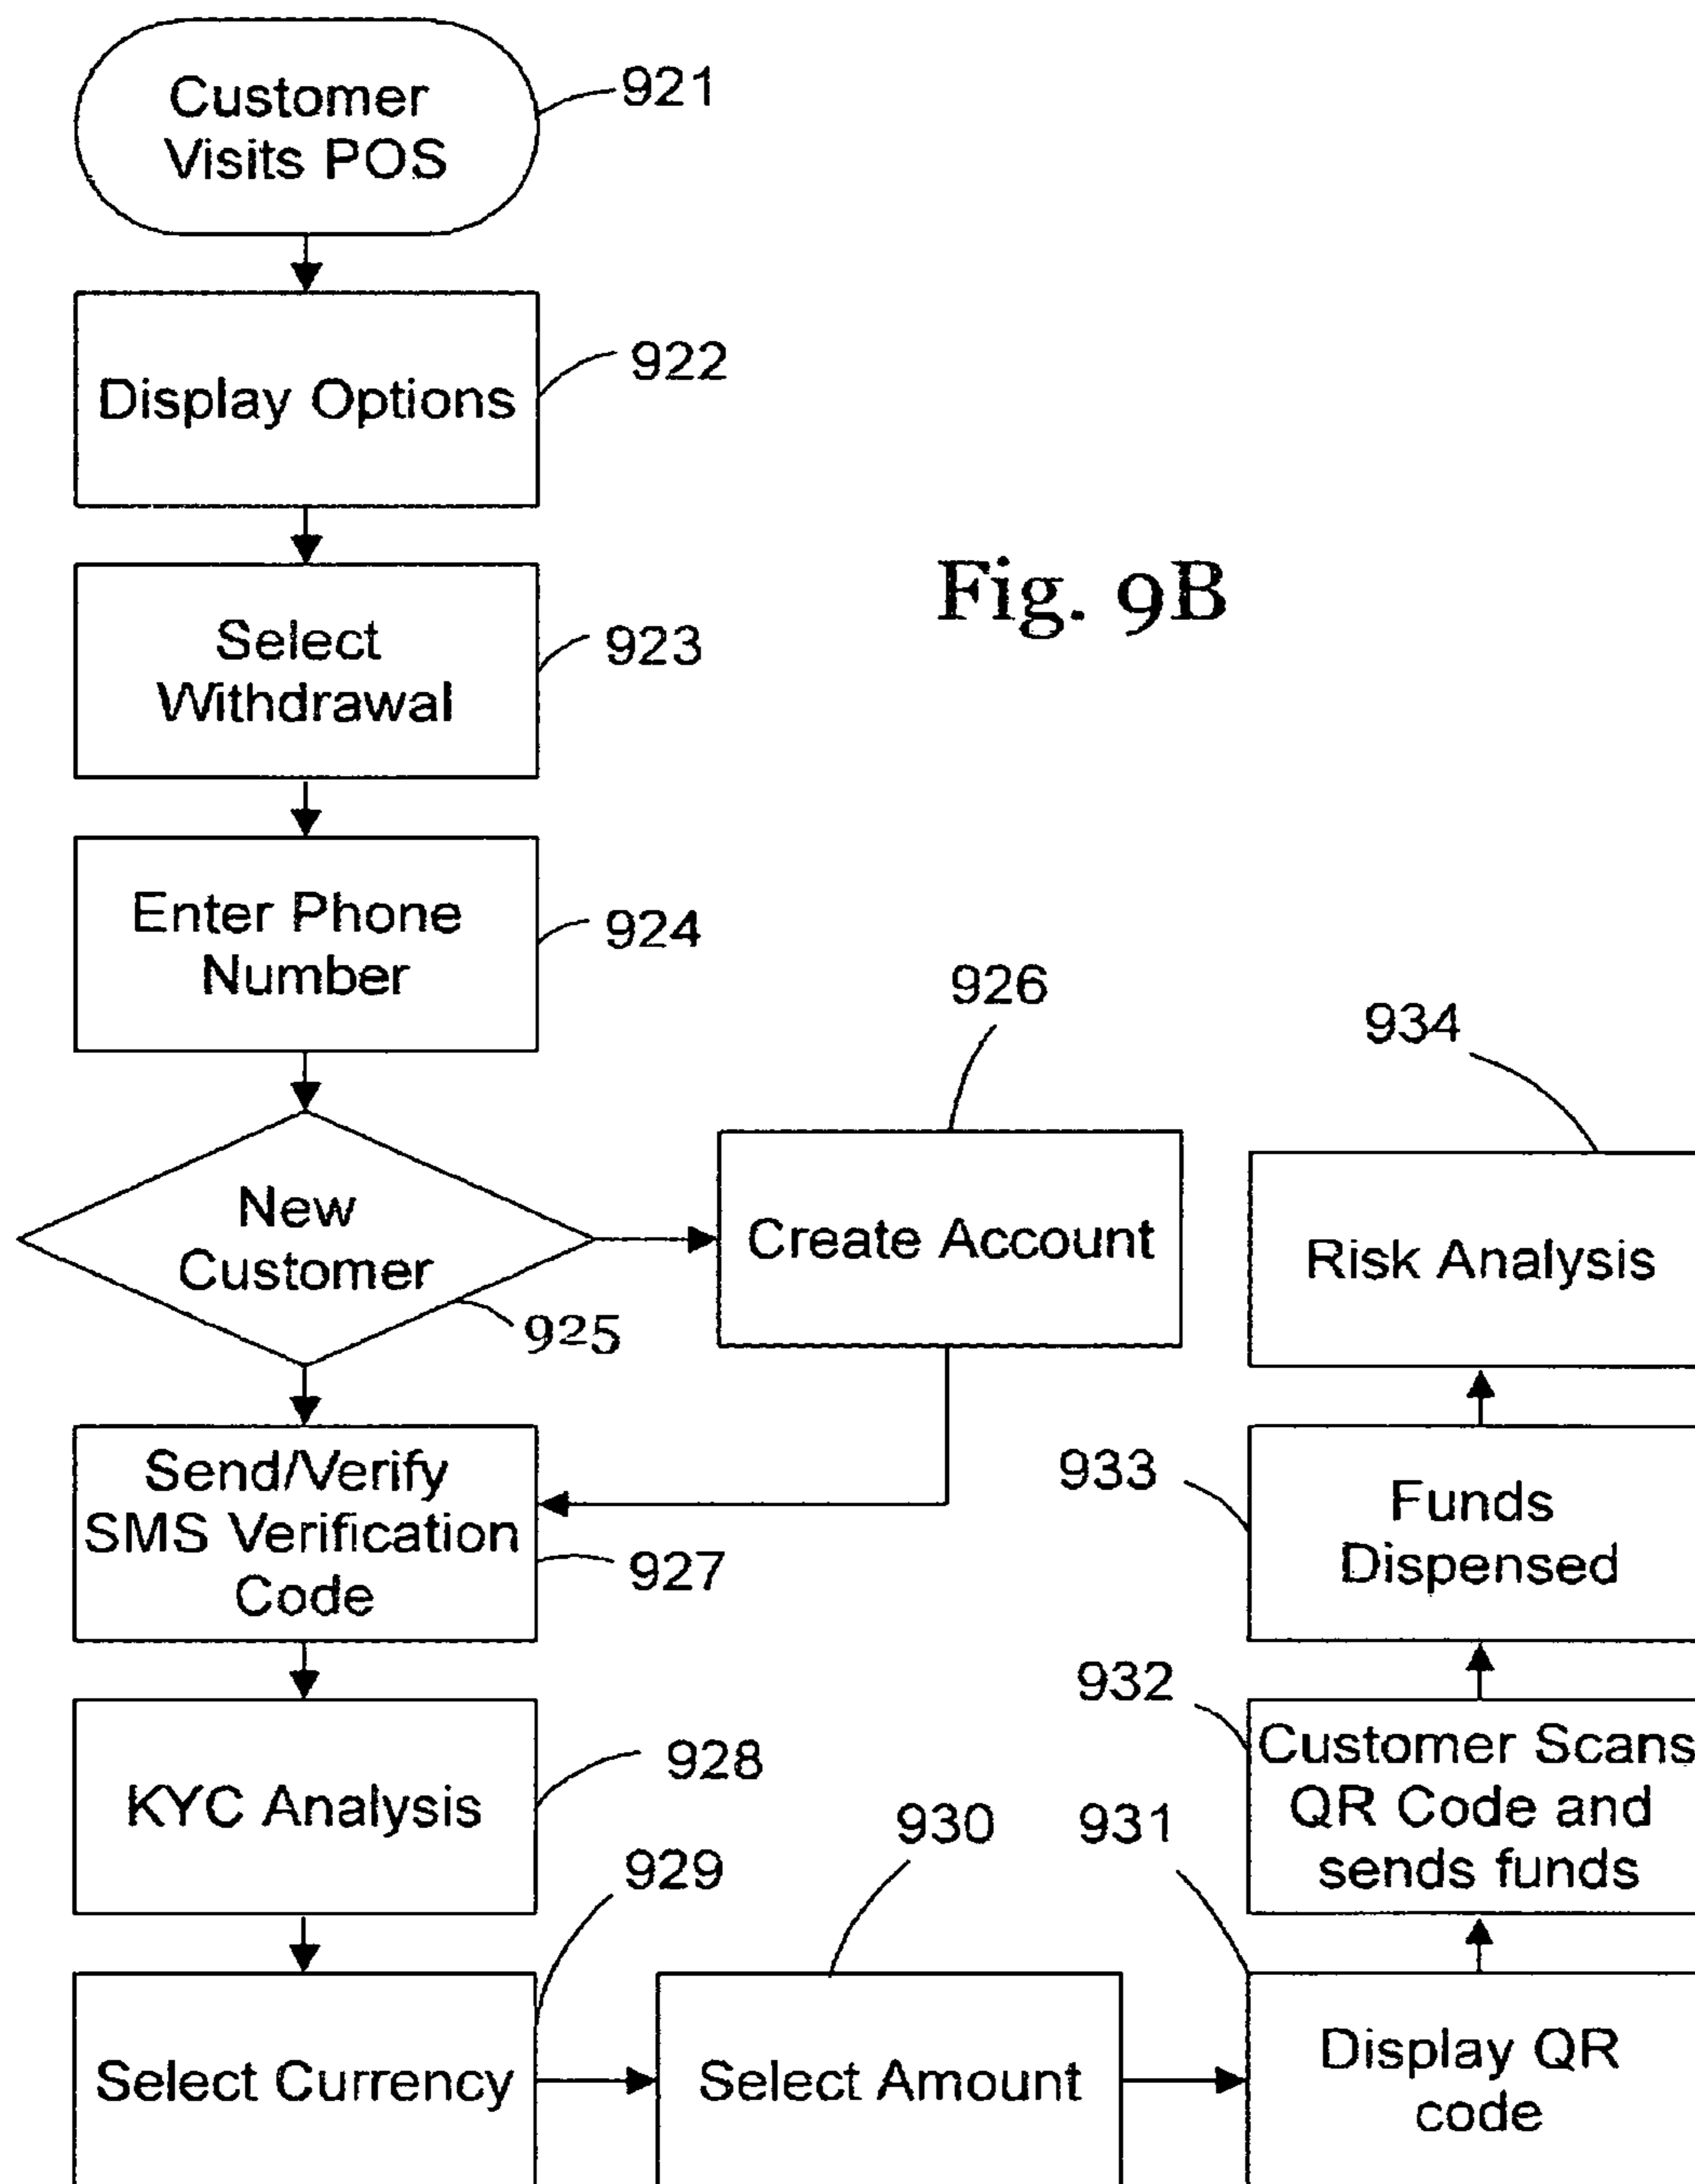 Customer
Visits POS
921
Display Options
922
Fig. 9B
Select
Withdrawal
923
Enter Phone
Number
924
926
934
New
Customer
925
Create Account
Risk Analysis
Send/Verify
SMS Verification
Code
927
933
Funds
Dispensed
932
Customer Scans
QR Code and
sends funds
KYC Analysis
928
929
930
931
Select Currency
Select Amount
Display QR
code